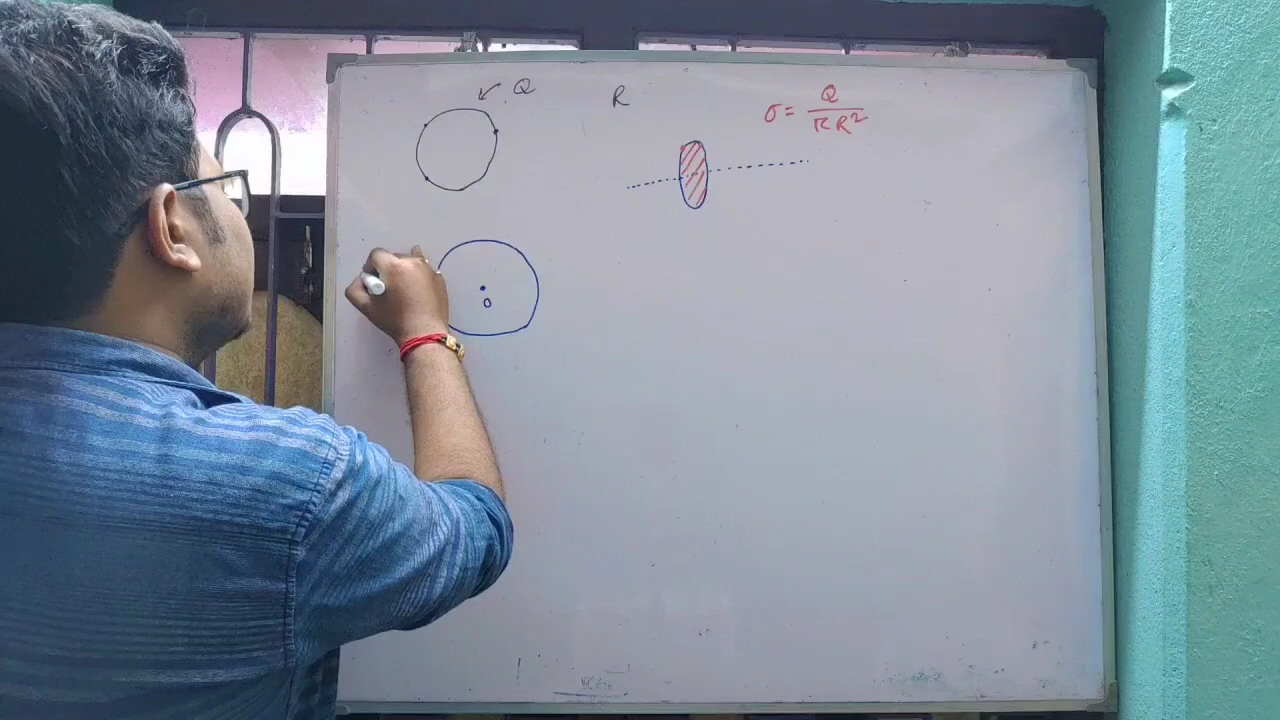 Q
R
σ = Q / πR²
o